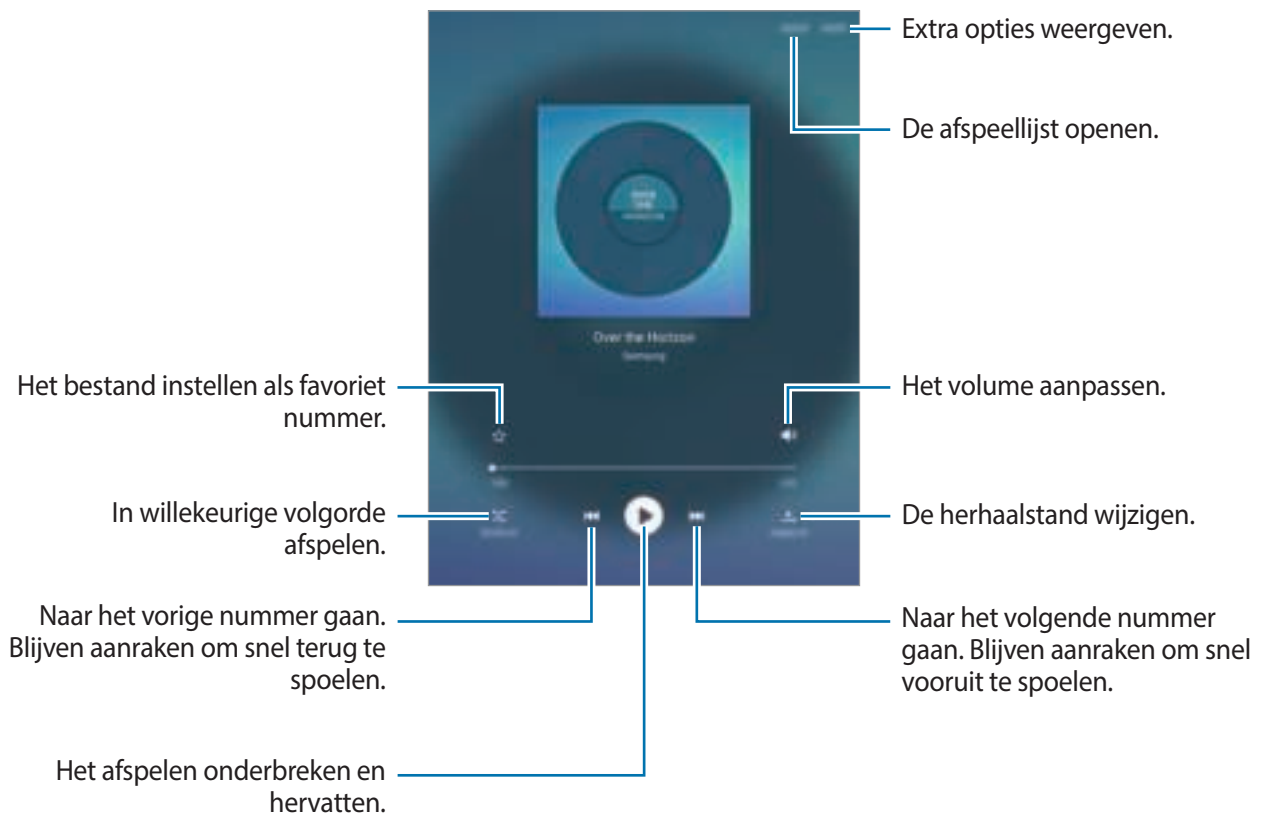 Extra opties weergeven.
De afspeellijst openen.
Over the Horizon
Samsung
Het bestand instellen als favoriet
nummer.
Het volume aanpassen.
In willekeurige volgorde
afspelen.
De herhaalstand wijzigen.
Naar het vorige nummer gaan.
Blijven aanraken om snel terug te
spoelen.
Naar het volgende nummer
gaan. Blijven aanraken om snel
vooruit te spoelen.
Het afspelen onderbreken en
hervatten.